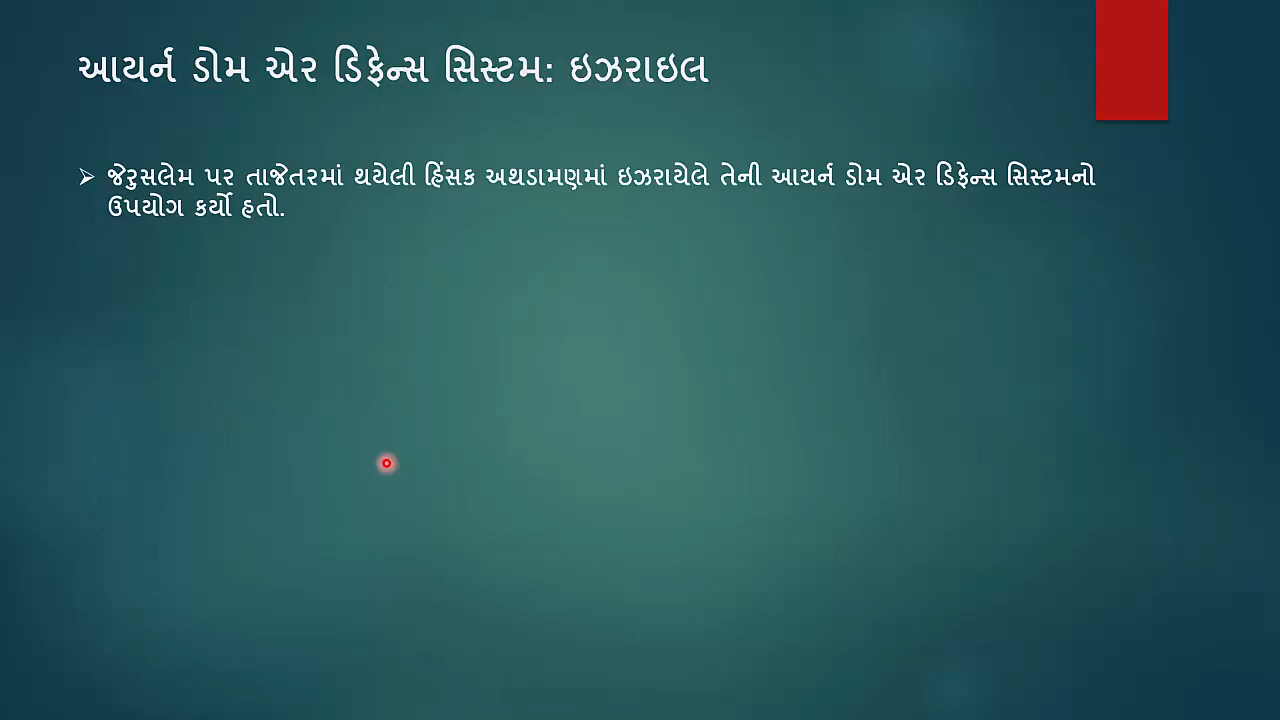 આયર્ન ડોમ એર ડિફેન્સ સિસ્ટમ: ઇઝરાઇલ
જેરુસલેમ પર તાજેતરમાં થયેલી હિંસક અથડામણમાં ઇઝરાયેલે તેની આયર્ન ડોમ એર ડિફેન્સ સિસ્ટમનો
ઉપયોગ કર્યો હતો.